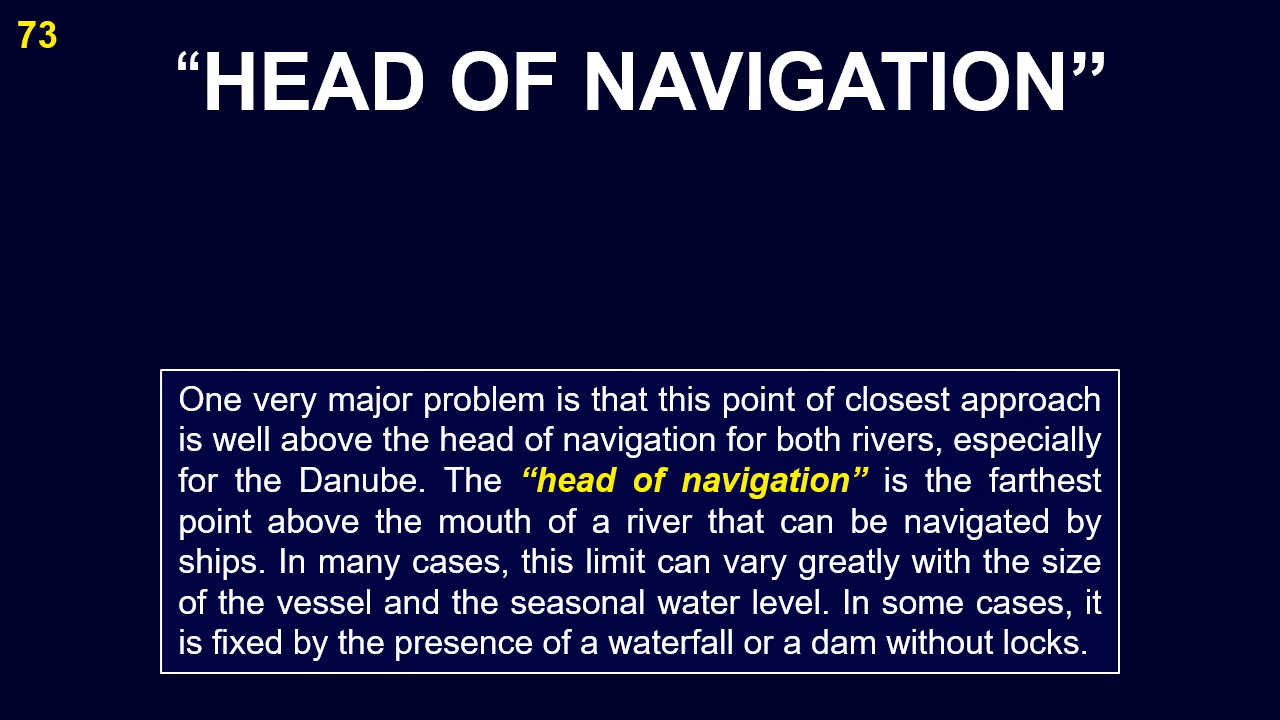 73
“HEAD OF NAVIGATION”
One very major problem is that this point of closest approach
is well above the head of navigation for both rivers, especially
for the Danube. The “head of navigation” is the farthest
point above the mouth of a river that can be navigated by
ships. In many cases, this limit can vary greatly with the size
of the vessel and the seasonal water level. In some cases, it
is fixed by the presence of a waterfall or a dam without locks.